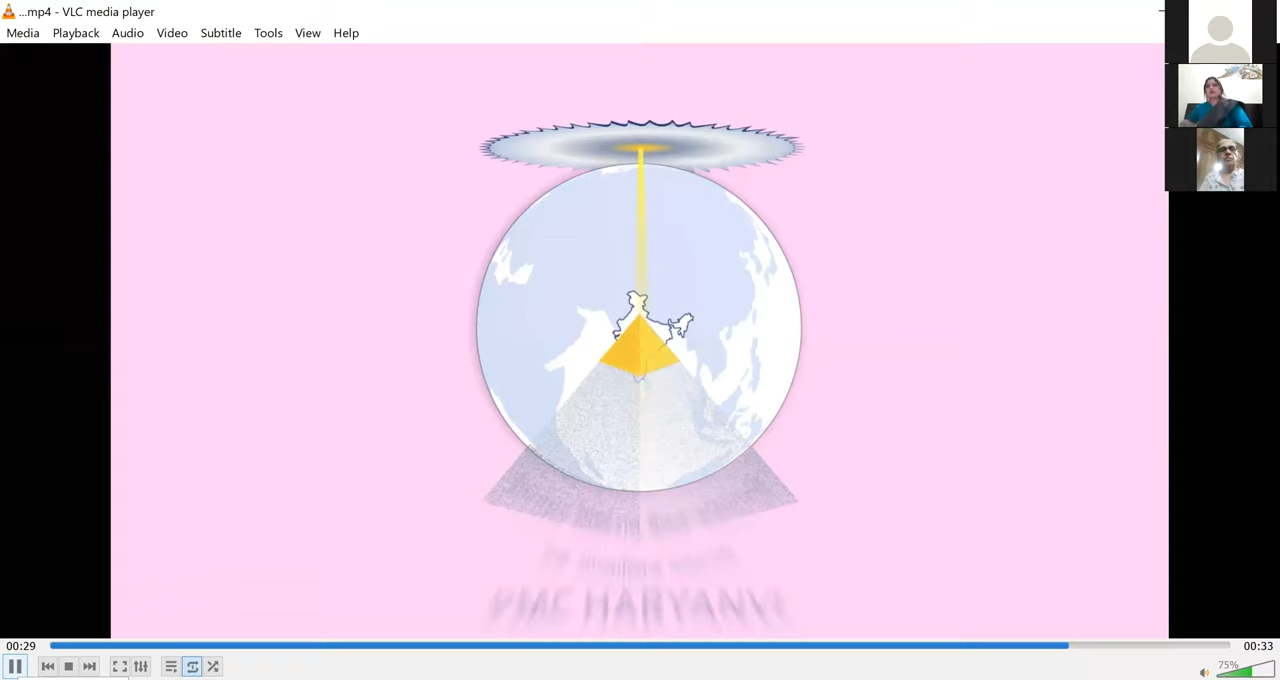 ...mp4 - VLC media player
Media Playback Audio Video Subtitle Tools View Help
PMC HARYANVI
00:29
00:33
75%